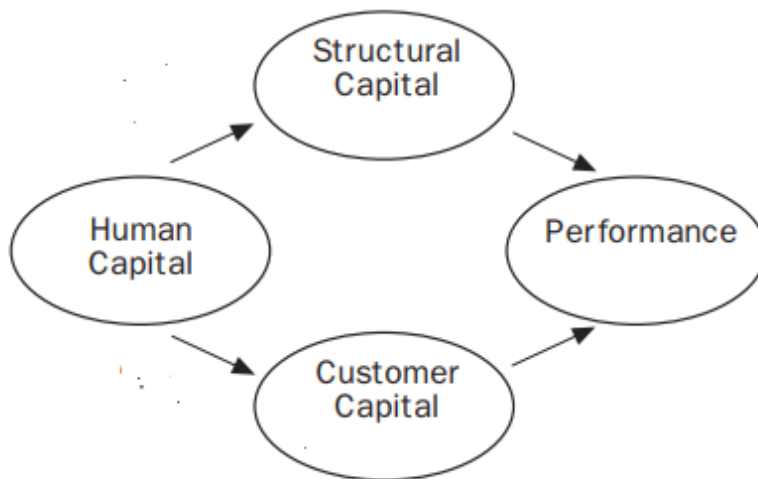 Structural
Capital
Human
Capital
Performance
Customer
Capital